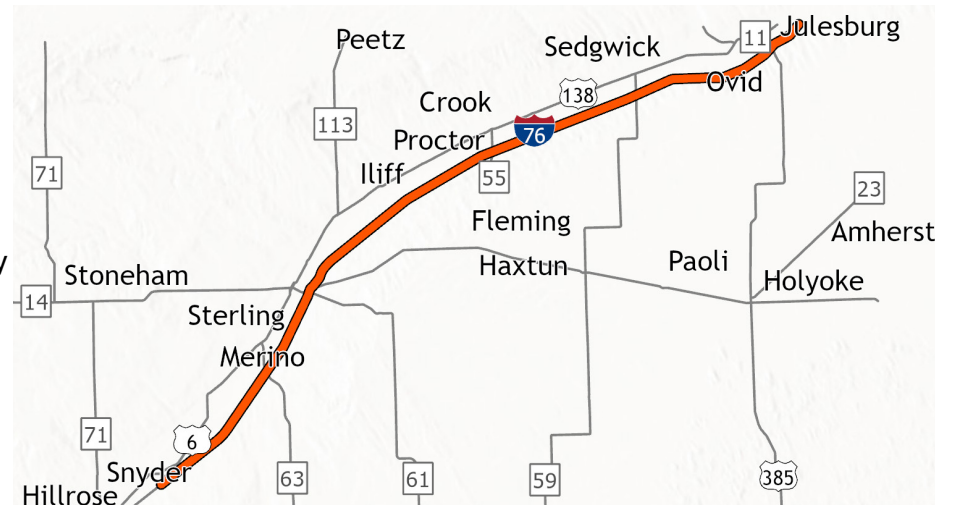 Julesburg
11
Peetz
Sedgwick
Ovid
138
Crook
113
76
Proctor
71
Iliff
55
23
Fleming
Amherst
Haxtun
Paoli
y
Stoneham
Holyoke
14
Sterling
Merino
71
6
Snyder
63
61
59
385
Hillrose